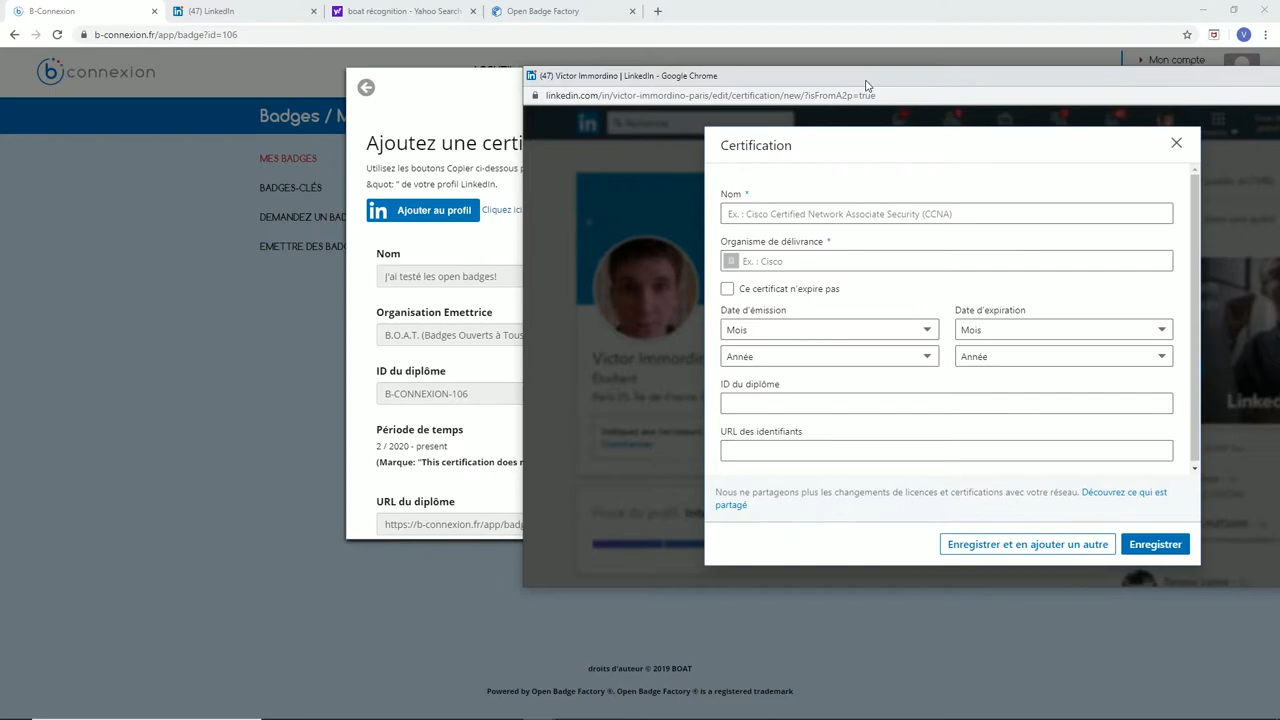 B-Connexion
(47) LinkedIn
boat récognition - Yahoo Search
Open Badge Factory
b-connexion.fr/app/badge?id=106
V
b connexion
Mon compte
Badges / M
MES BADGES
BADGES-CLÉS
DEMANDEZ UN BAD
EMETTRE DES BADG
Ajoutez une certi
Utilisez les boutons Copier ci-dessous p
&quot; " de votre profil LinkedIn.
in Ajouter au profil Cliquez ici
Nom
J'ai testé les open badges!
Organisation Emettrice
B.O.A.T. (Badges Ouverts à Tous
ID du diplôme
B-CONNEXION-106
Période de temps
2 / 2020 - present
(Marque: "This certification does n
URL du diplôme
https://b-connexion.fr/app/badg
(47) Victor Immordino | LinkedIn - Google Chrome
linkedin.com/in/victor-immordino-paris/edit/certification/new/?isFromA2p=true
in Recherche
Victor Immordino
Étudiant
Certification
Nom *
Ex. : Cisco Certified Network Associate Security (CCNA)
Organisme de délivrance *
Ex. : Cisco
Ce certificat n'expire pas
Date d'émission
Date d'expiration
Mois
Mois
Année
Année
ID du diplôme
URL des identifiants
Nous ne partageons plus les changements de licences et certifications avec votre réseau. Découvrez ce qui est
partagé
Enregistrer et en ajouter un autre
Enregistrer
droits d'auteur © 2019 BOAT
Powered by Open Badge Factory ®. Open Badge Factory ® is a registered trademark